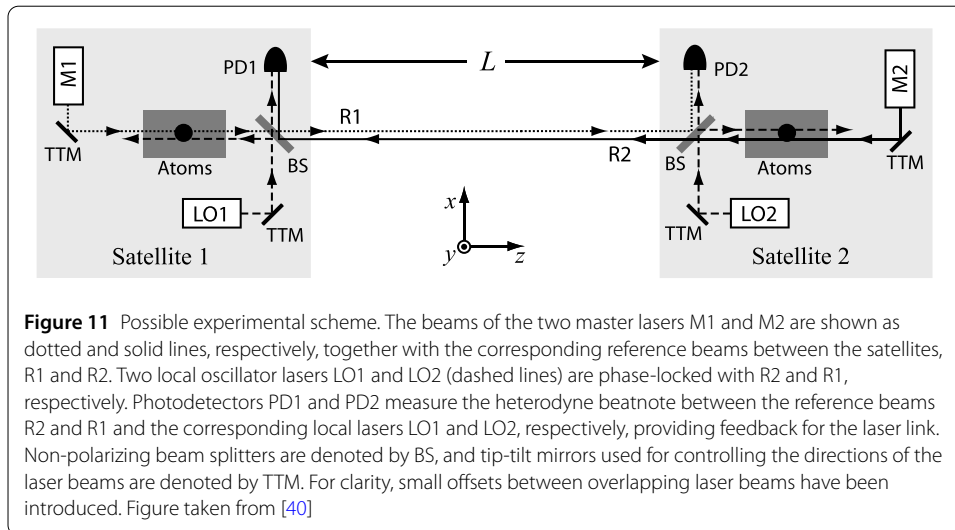 M1
PD1
L
PD2
M2
R1
TTM
Atoms
BS
R2
BS
Atoms
TTM
LO1
TTM
x
y
z
TTM
LO2
Satellite 1
Satellite 2
Figure 11 Possible experimental scheme. The beams of the two master lasers M1 and M2 are shown as
dotted and solid lines, respectively, together with the corresponding reference beams between the satellites,
R1 and R2. Two local oscillator lasers LO1 and LO2 (dashed lines) are phase-locked with R2 and R1,
respectively. Photodetectors PD1 and PD2 measure the heterodyne beatnote between the reference beams
R2 and R1 and the corresponding local lasers LO1 and LO2, respectively, providing feedback for the laser link.
Non-polarizing beam splitters are denoted by BS, and tip-tilt mirrors used for controlling the directions of the
laser beams are denoted by TTM. For clarity, small offsets between overlapping laser beams have been
introduced. Figure taken from [40]